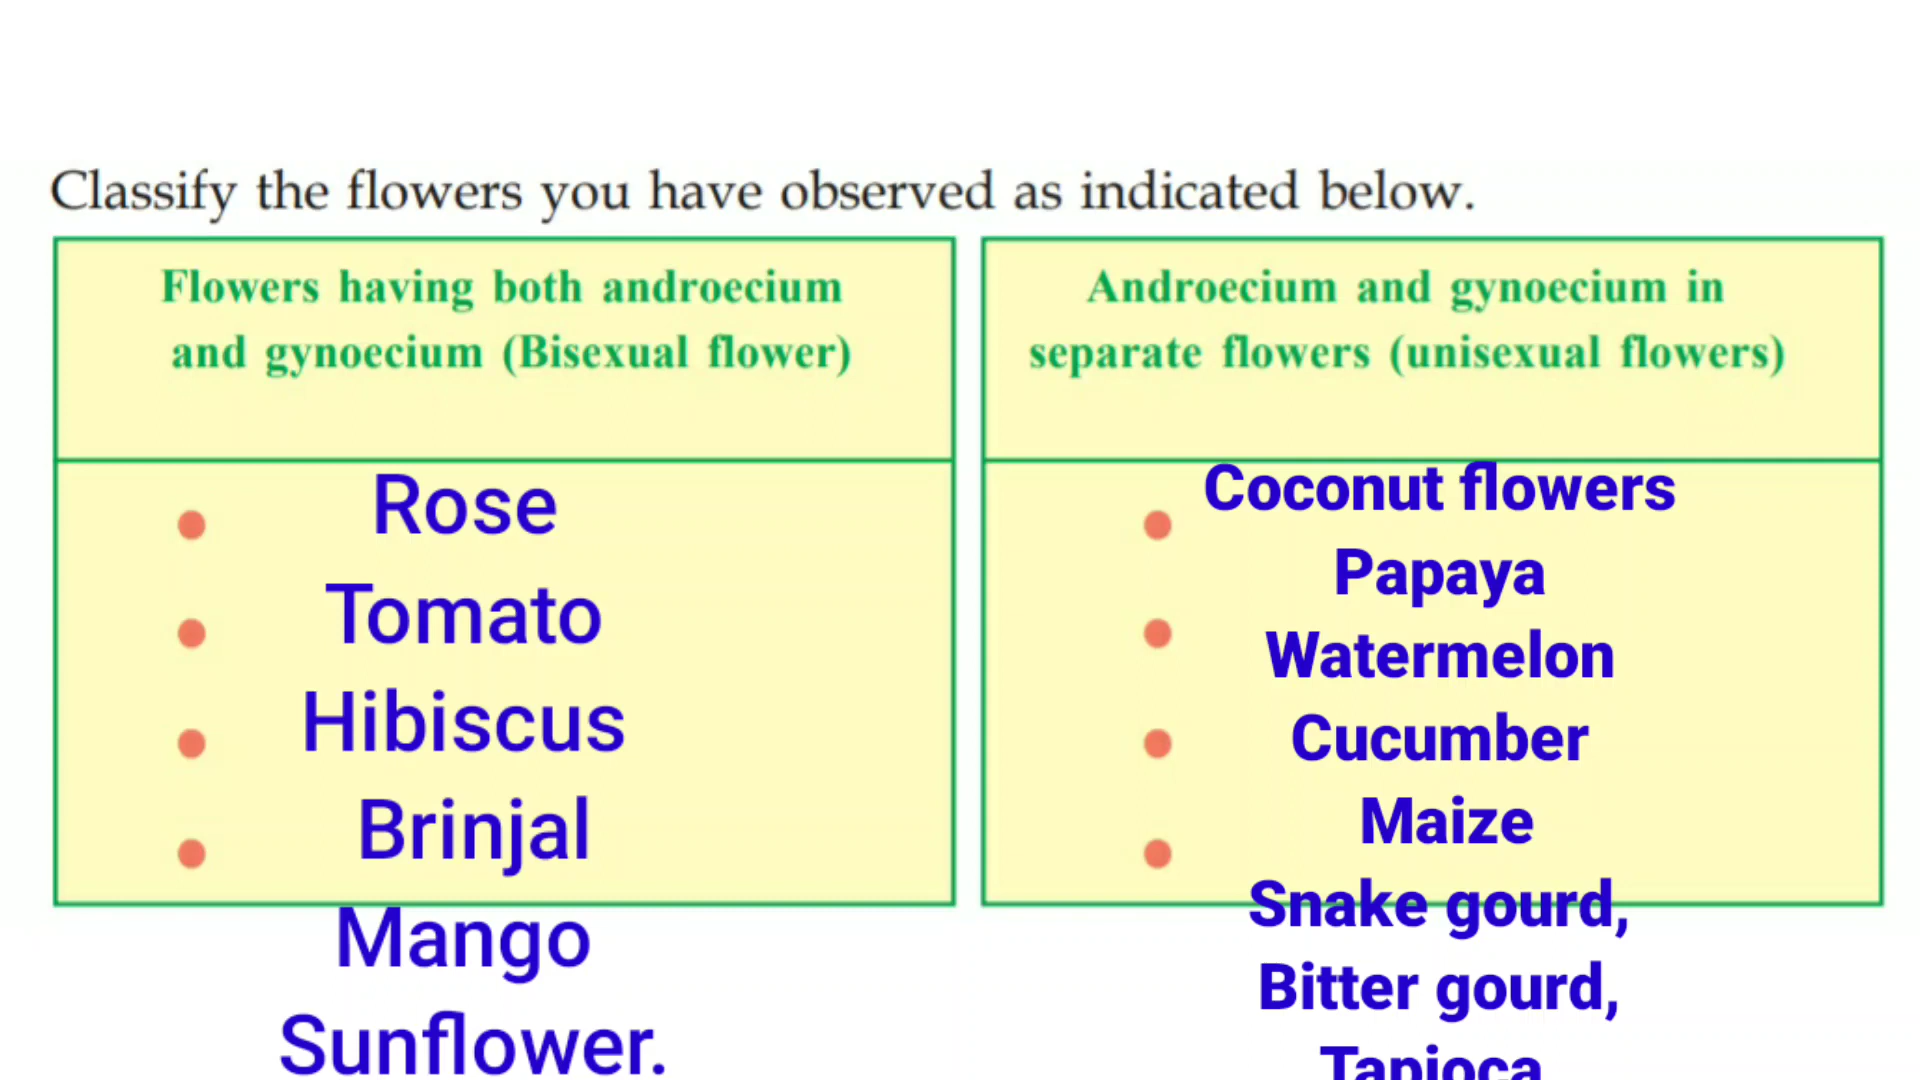 Classify the flowers you have observed as indicated below.
Flowers having both androecium
and gynoecium (Bisexual flower)
Rose
Tomato
Hibiscus
Brinjal
Mango
Sunflower.
Androecium and gynoecium in
separate flowers (unisexual flowers)
Coconut flowers
Papaya
Watermelon
Cucumber
Maize
Snake gourd,
Bitter gourd,
Tapioca